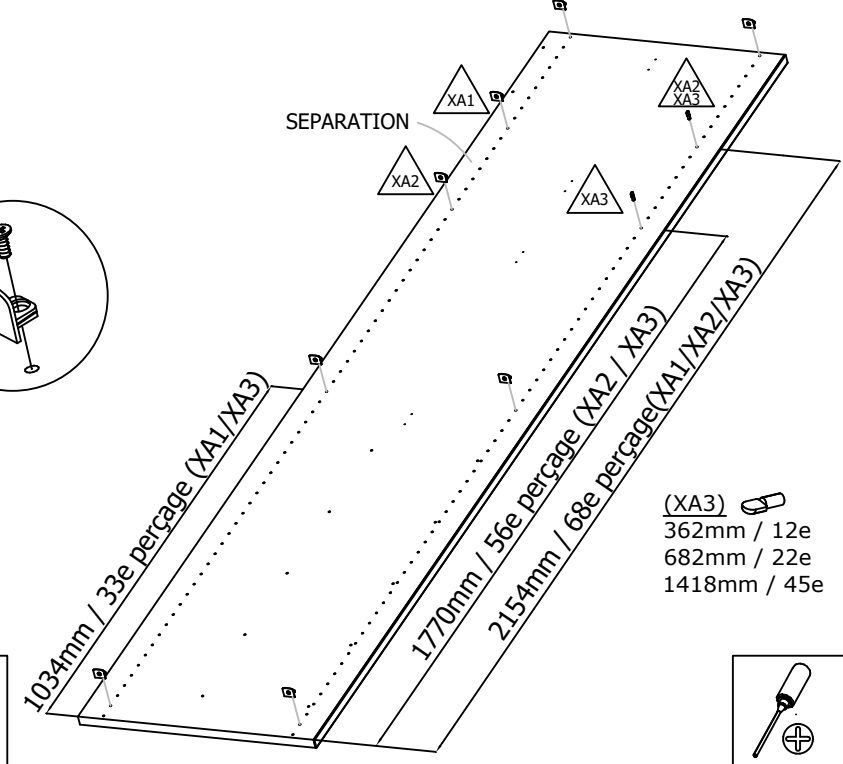 XA1
XA2
XA3
SEPARATION
XA2
XA3
1034mm / 33e perçage (XA1/XA3)
1770mm / 56e perçage (XA2 / XA3)
2154mm / 68e perçage(XA1/XA2/XA3)
(XA3)
362mm / 12e
682mm / 22e
1418mm / 45e